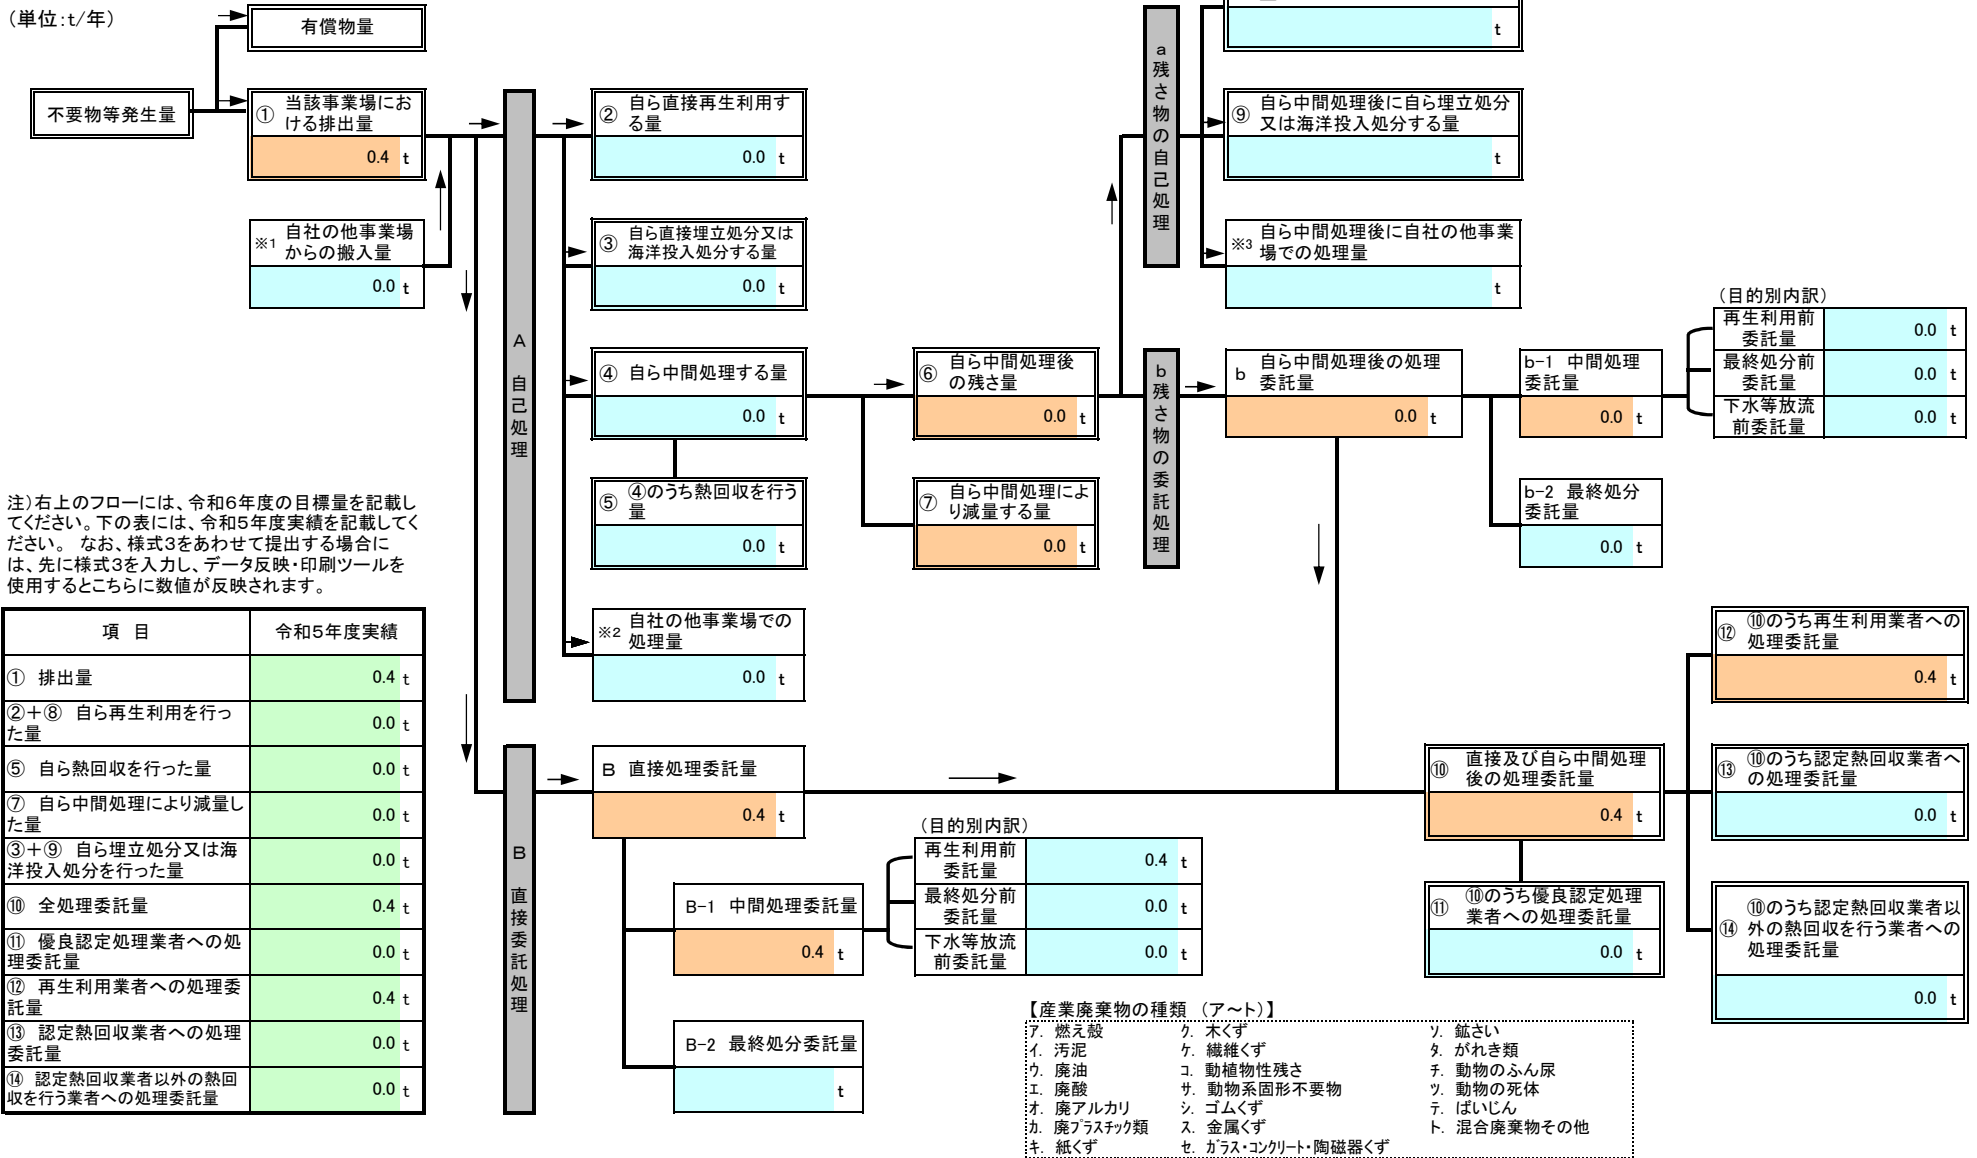 (単位:t/年)
有償物量
不要物等発生量
① 当該事業場にお
ける排出量
0.4 t
※1 自社の他事業場
からの搬入量
0.0 t
A 自己処理
② 自ら直接再生利用す
る量
0.0 t
③ 自ら直接埋立処分又は
海洋投入処分する量
0.0 t
④ 自ら中間処理する量
0.0 t
⑤ ④のうち熱回収を行う
量
0.0 t
※2 自社の他事業場での
処理量
0.0 t
⑥ 自ら中間処理後
の残さ量
0.0 t
⑦ 自ら中間処理によ
り減量する量
0.0 t
a残さ物の自己処理
t
⑨ 自ら中間処理後に自ら埋立処分
又は海洋投入処分する量
t
※3 自ら中間処理後に自社の他事業
場での処理量
t
b残さ物の委託処理
b 自ら中間処理後の処理
委託量
0.0 t
b-1 中間処理
委託量
0.0 t
b-2 最終処分
委託量
0.0 t
(目的別内訳)
再生利用前
委託量
0.0 t
最終処分前
委託量
0.0 t
下水等放流
前委託量
0.0 t
注)右上のフローには、令和6年度の目標量を記載し
てください。下の表には、令和5年度実績を記載してく
ださい。 なお、様式3をあわせて提出する場合に
は、先に様式3を入力し、データ反映・印刷ツールを
使用するとこちらに数値が反映されます。
項 目 令和5年度実績
① 排出量 0.4 t
②+⑧ 自ら再生利用を行っ
た量 0.0 t
⑤ 自ら熱回収を行った量 0.0 t
⑦ 自ら中間処理により減量し
た量 0.0 t
③+⑨ 自ら埋立処分又は海
洋投入処分を行った量 0.0 t
⑩ 全処理委託量 0.4 t
⑪ 優良認定処理業者への処
理委託量 0.0 t
⑫ 再生利用業者への処理委
託量 0.4 t
⑬ 認定熱回収業者への処理
委託量 0.0 t
⑭ 認定熱回収業者以外の熱回
収を行う業者への処理委託量 0.0 t
B 直接委託処理
B 直接処理委託量
0.4 t
B-1 中間処理委託量
0.4 t
B-2 最終処分委託量
t
(目的別内訳)
再生利用前
委託量
0.4 t
最終処分前
委託量
0.0 t
下水等放流
前委託量
0.0 t
⑩ 直接及び自ら中間処理
後の処理委託量
0.4 t
⑪ ⑩のうち優良認定処理
業者への処理委託量
0.0 t
⑫ ⑩のうち再生利用業者への
処理委託量
0.4 t
⑬ ⑩のうち認定熱回収業者へ
の処理委託量
0.0 t
⑭ ⑩のうち認定熱回収業者以
外の熱回収を行う業者への
処理委託量
0.0 t
【産業廃棄物の種類 (ア~ト)】
ア. 燃え殻 ク. 木くず ソ. 鉱さい
イ. 汚泥 ケ. 繊維くず タ. がれき類
ウ. 廃油 コ. 動植物性残さ チ. 動物のふん尿
エ. 廃酸 サ. 動物系固形不要物 ツ. 動物の死体
オ. 廃アルカリ シ. ゴムくず テ. ばいじん
カ. 廃プラスチック類 ス. 金属くず ト. 混合廃棄物その他
キ. 紙くず セ. ガラス・コンクリート・陶磁器くず